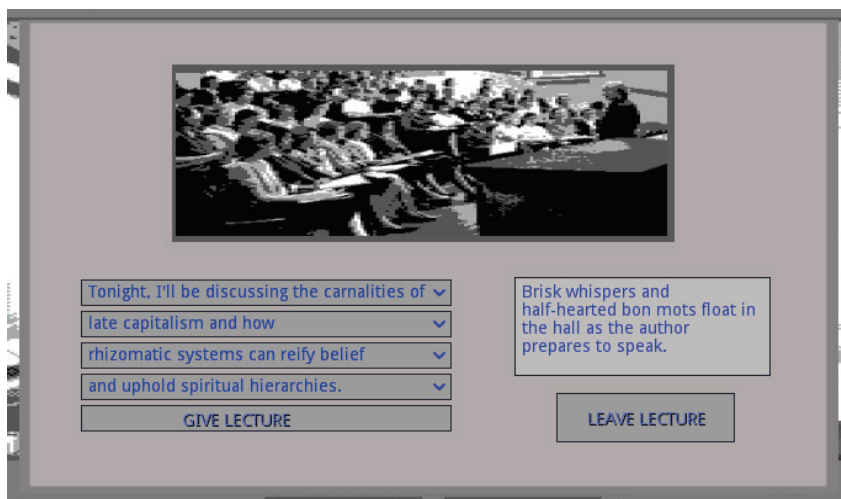 Tonight, I'll be discussing the carnalities of
late capitalism and how
rhizomatic systems can reify belief
and uphold spiritual hierarchies.
GIVE LECTURE
Brisk whispers and
half-hearted bon mots float in
the hall as the author
prepares to speak.
LEAVE LECTURE